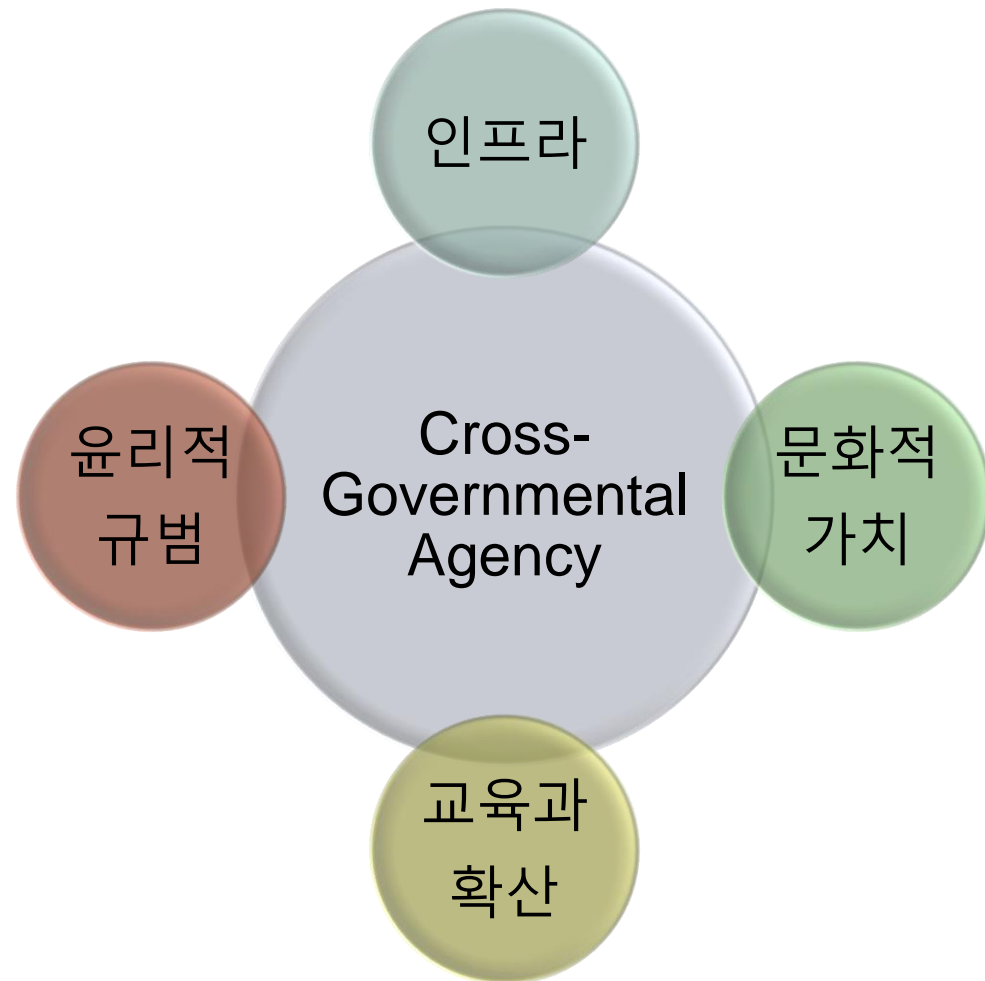 인프라
윤리적
규범
Cross-
Governmental
Agency
문화적
가치
교육과
확산